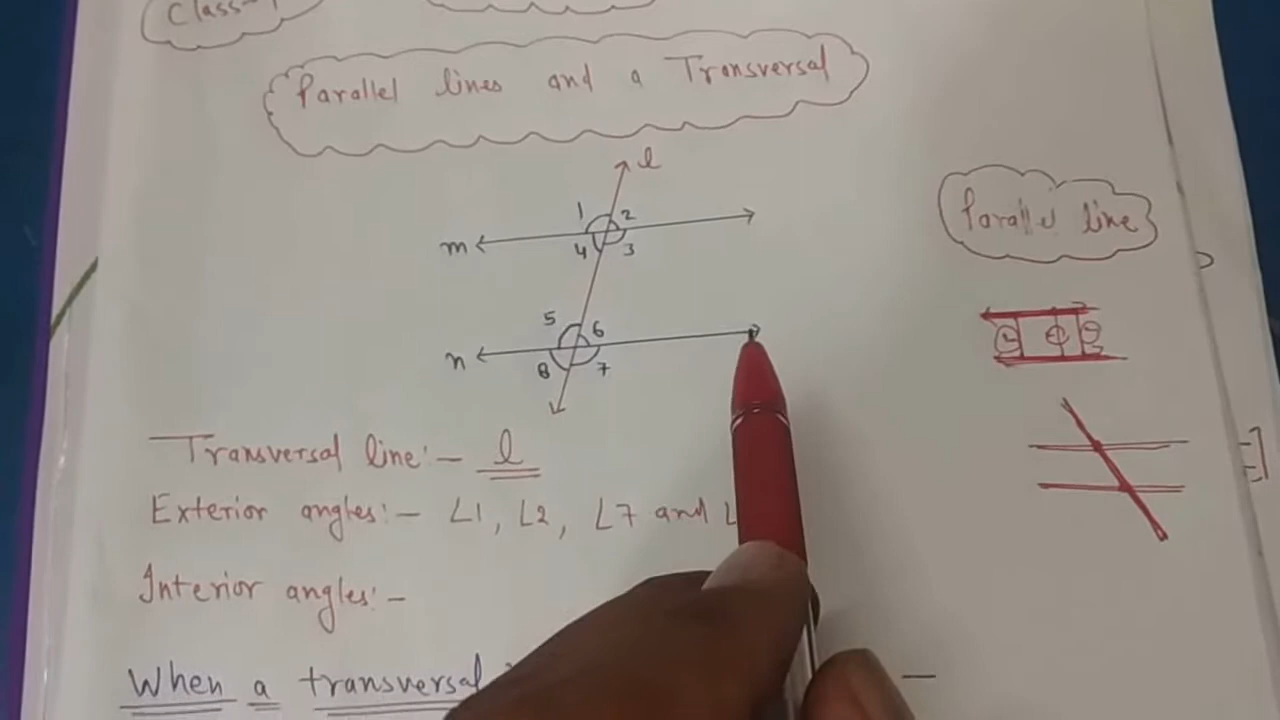 Class-
Parallel lines and a Transversal
l
1 2
m
4 3
5 6
n
8 7
Parallel line
Transversal line:- l
Exterior angles:- ∠1, ∠2, ∠7 and ∠
Interior angles:-
When a transversal